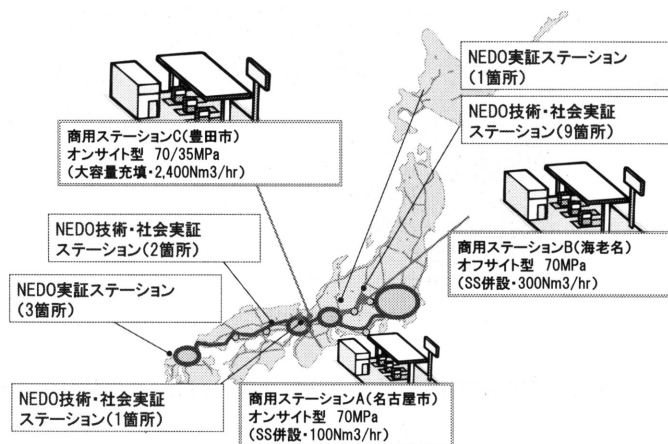 NEDO実証ステーション
(1箇所)
NEDO技術・社会実証
ステーション(9箇所)
商用ステーションC(豊田市)
オンサイト型 70/35MPa
(大容量充填・2,400Nm3/hr)
NEDO技術・社会実証
ステーション(2箇所)
商用ステーションB(海老名)
オフサイト型 70MPa
(SS併設・300Nm3/hr)
NEDO実証ステーション
(3箇所)
NEDO技術・社会実証
ステーション(1箇所)
商用ステーションA(名古屋市)
オンサイト型 70MPa
(SS併設・100Nm3/hr)